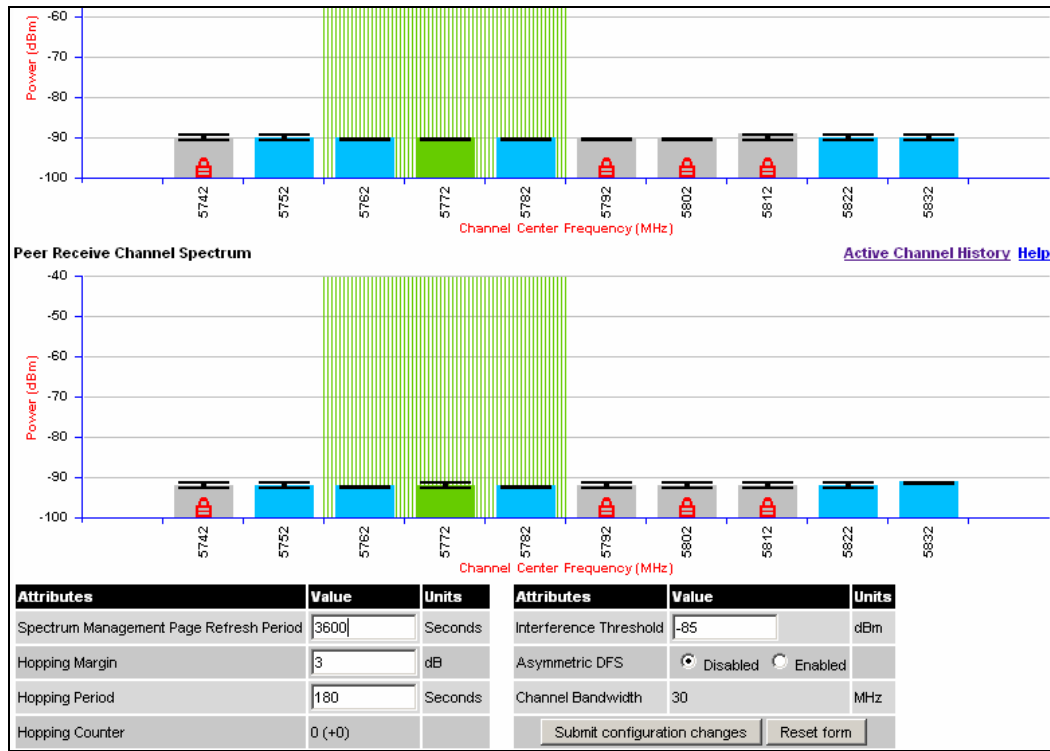 -60
-70
-80
-90
-100
Power (dBm)
5742 5752 5762 5772 5782 5792 5802 5812 5822 5832
Channel Center Frequency (MHz)
Peer Receive Channel Spectrum Active Channel History Help
-40
-50
-60
-70
-80
-90
-100
Power (dBm)
5742 5752 5762 5772 5782 5792 5802 5812 5822 5832
Channel Center Frequency (MHz)
Attributes Value Units Attributes Value Units
Spectrum Management Page Refresh Period 3600 Seconds Interference Threshold -85 dBm
Hopping Margin 3 dB Asymmetric DFS Disabled Enabled
Hopping Period 180 Seconds Channel Bandwidth 30 MHz
Hopping Counter 0 (+0) Submit configuration changes Reset form